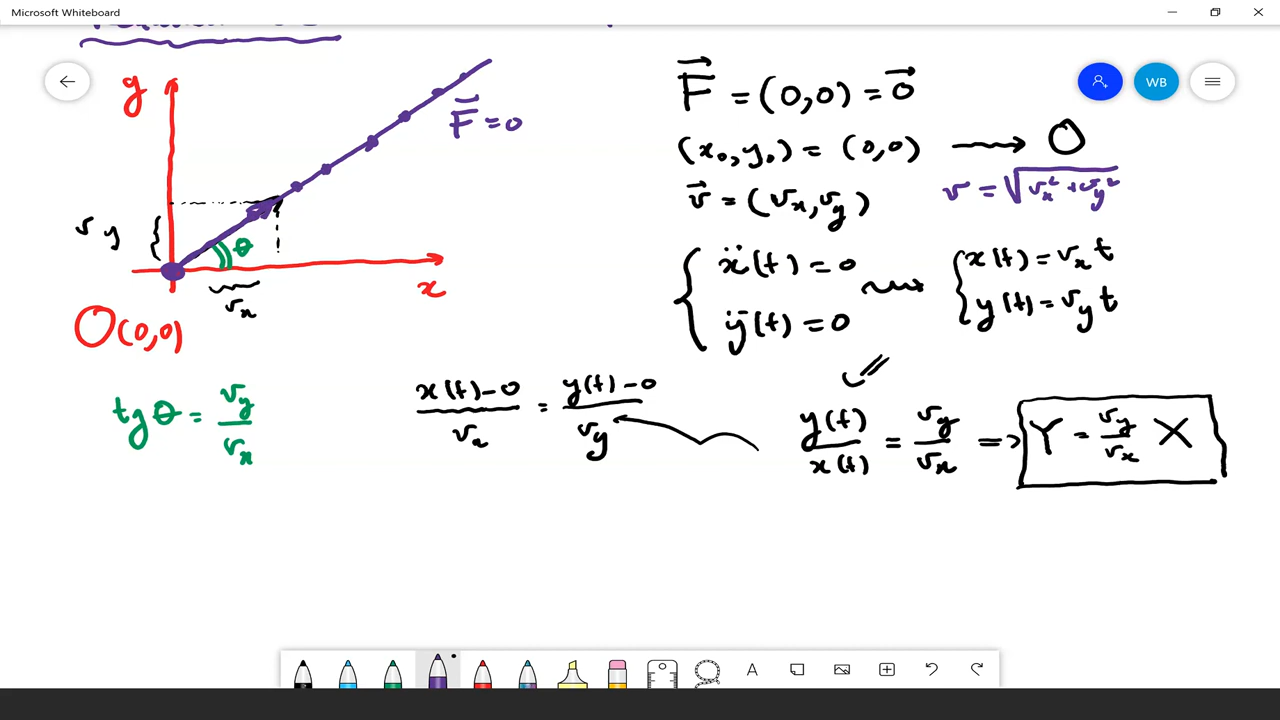 Microsoft Whiteboard
WB
y
F⃗ = 0
v y
θ
v_x
x
O(0,0)
tg θ = v_y / v_x
F⃗ = (0,0) = 0⃗
(x₀, y₀) = (0,0) ⟶ O
v⃗ = (v_x, v_y)
v = √(v_x² + v_y²)
{ ẍ(t) = 0
ÿ(t) = 0
{ x(t) = v_x t
y(t) = v_y t
(x(t) - 0) / v_x = (y(t) - 0) / v_y
y(t) / x(t) = v_y / v_x => Y = v_y / v_x X
A